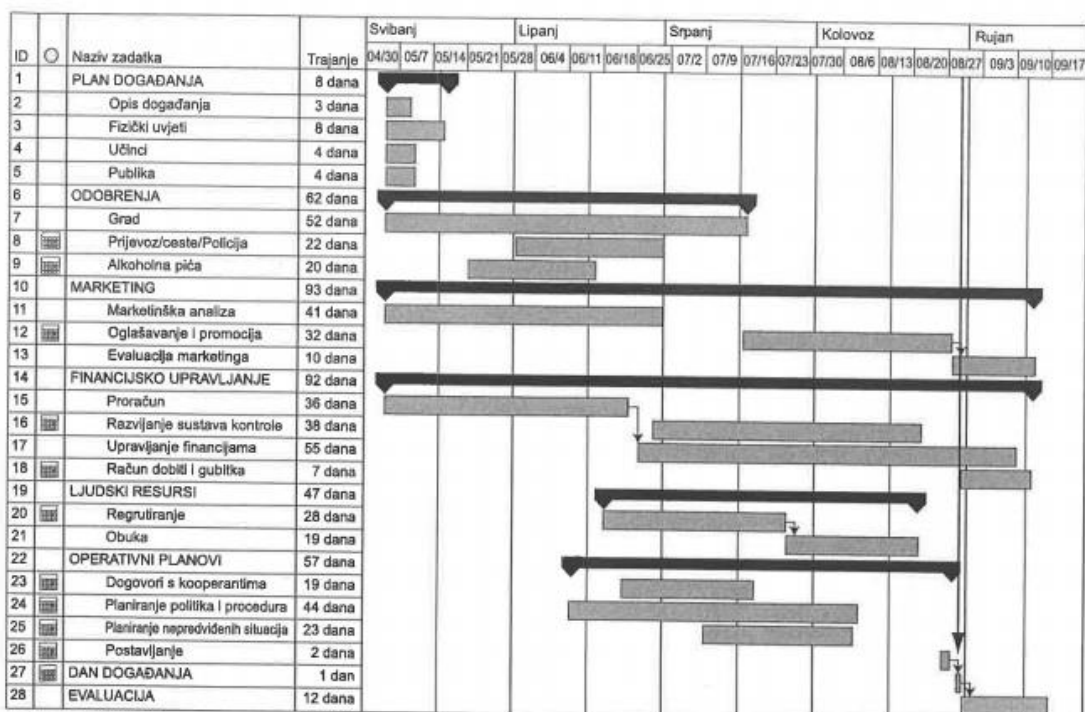 Svibanj Lipanj Srpanj Kolovoz Rujan
ID Naziv zadatka Trajanje 04/30 05/7 05/14 05/21 05/28 06/4 06/11 06/18 06/25 07/2 07/9 07/16 07/23 07/30 08/6 08/13 08/20 08/27 09/3 09/10 09/17
1 PLAN DOGAĐANJA 8 dana
2 Opis događanja 3 dana
3 Fizički uvjeti 8 dana
4 Učinci 4 dana
5 Publika 4 dana
6 ODOBRENJA 62 dana
7 Grad 52 dana
8 Prijevoz/ceste/Policija 22 dana
9 Alkoholna pića 20 dana
10 MARKETING 93 dana
11 Marketinška analiza 41 dana
12 Oglašavanje i promocija 32 dana
13 Evaluacija marketinga 10 dana
14 FINANCIJSKO UPRAVLJANJE 92 dana
15 Proračun 36 dana
16 Razvijanje sustava kontrole 38 dana
17 Upravljanje financijama 55 dana
18 Račun dobiti i gubitka 7 dana
19 LJUDSKI RESURSI 47 dana
20 Regrutiranje 28 dana
21 Obuka 19 dana
22 OPERATIVNI PLANOVI 57 dana
23 Dogovori s kooperantima 19 dana
24 Planiranje politika i procedura 44 dana
25 Planiranje nepredviđenih situacija 23 dana
26 Postavljanje 2 dana
27 DAN DOGAĐANJA 1 dan
28 EVALUACIJA 12 dana